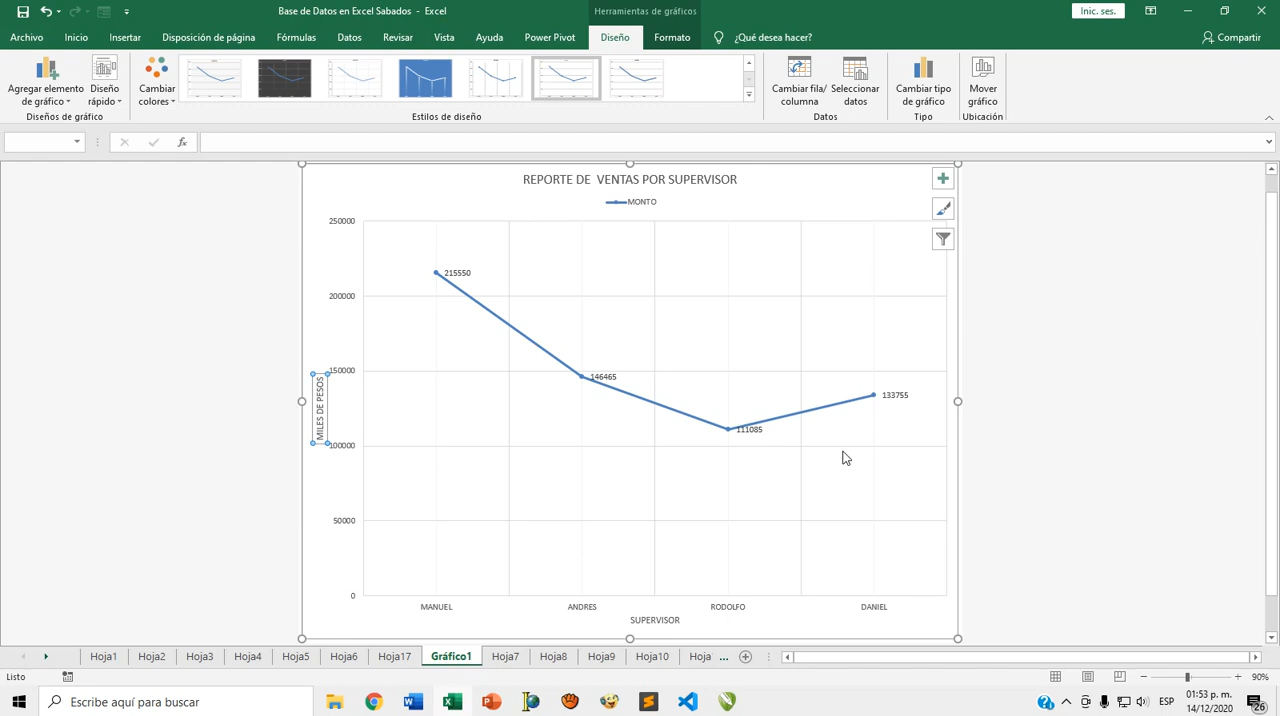 Base de Datos en Excel Sabados - Excel
Herramientas de gráficos
Inic. ses.
Archivo Inicio Insertar Disposición de página Fórmulas Datos Revisar Vista Ayuda Power Pivot Diseño Formato ¿Qué desea hacer? Compartir
Agregar elemento de gráfico
Diseño rápido
Cambiar colores
Cambiar fila/ columna
Seleccionar datos
Cambiar tipo de gráfico
Mover gráfico
Diseños de gráfico Estilos de diseño Datos Tipo Ubicación
fx
REPORTE DE VENTAS POR SUPERVISOR
MONTO
250000
215550
200000
150000
146465
133755
MILES DE PESOS
111085
100000
50000
0
MANUEL ANDRES RODOLFO DANIEL
SUPERVISOR
Hoja1 Hoja2 Hoja3 Hoja4 Hoja5 Hoja6 Hoja17 Gráfico1 Hoja7 Hoja8 Hoja9 Hoja10 Hoja ...
Listo 90%
Escribe aquí para buscar
ESP
01:53 p. m.
14/12/2020
26